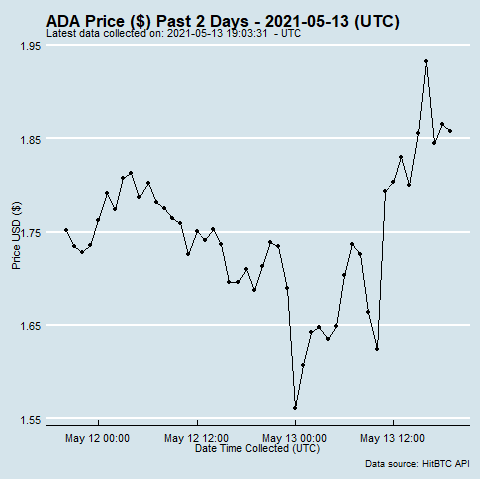 ADA Price ($) Past 2 Days - 2021-05-13 (UTC)
Latest data collected on: 2021-05-13 19:03:31  - UTC
1.95
1.85
1.75
1.65
1.55
Price USD ($)
May 12 00:00 May 12 12:00 May 13 00:00 May 13 12:00
Date Time Collected (UTC)
Data source: HitBTC API